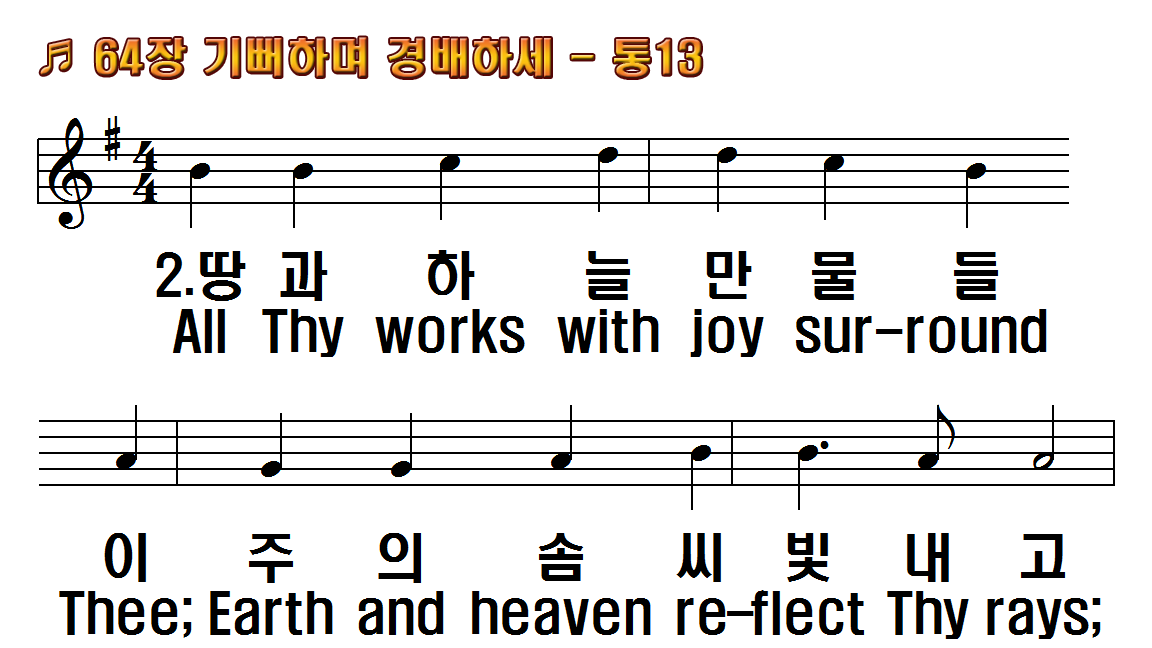 ♬ 64장 기뻐하며 경배하세 - 통13
2.땅 과 하 늘 만 물 들
All Thy works with joy sur-round
이 주 의 솜 씨 빛 내 고
Thee; Earth and heaven re-flect Thy rays;